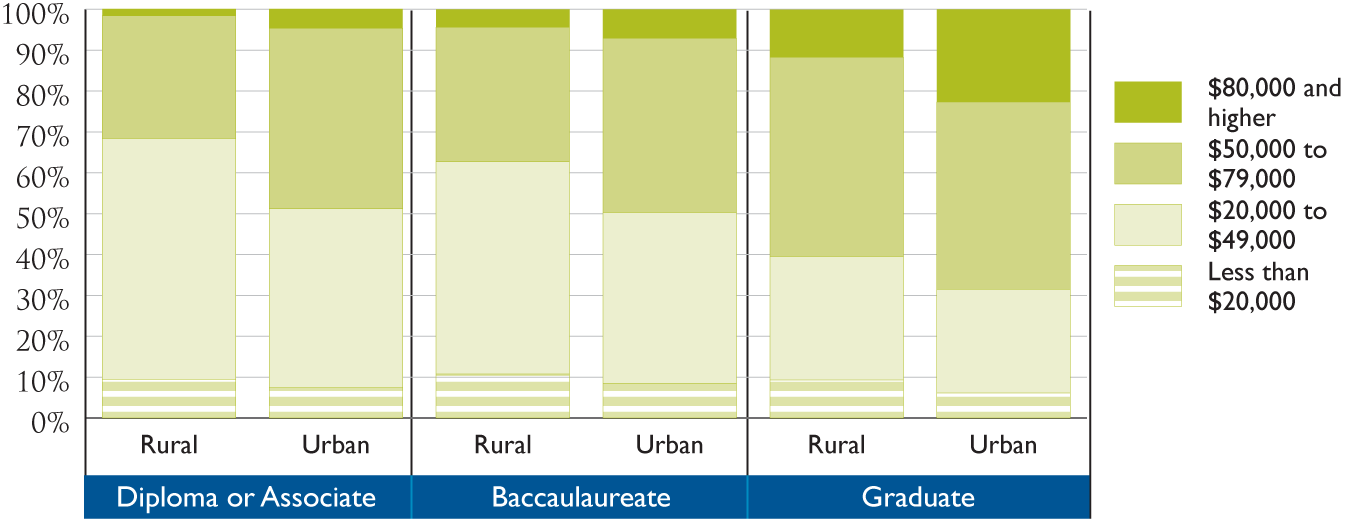 100%
90%
80%
70%
60%
50%
40%
30%
20%
10%
0%
Rural
Urban
Rural
Urban
Rural
Urban
Diploma or Associate
Baccaulaureate
Graduate
$80,000 and
higher
$50,000 to
$79,000
$20,000 to
$49,000
Less than
$20,000